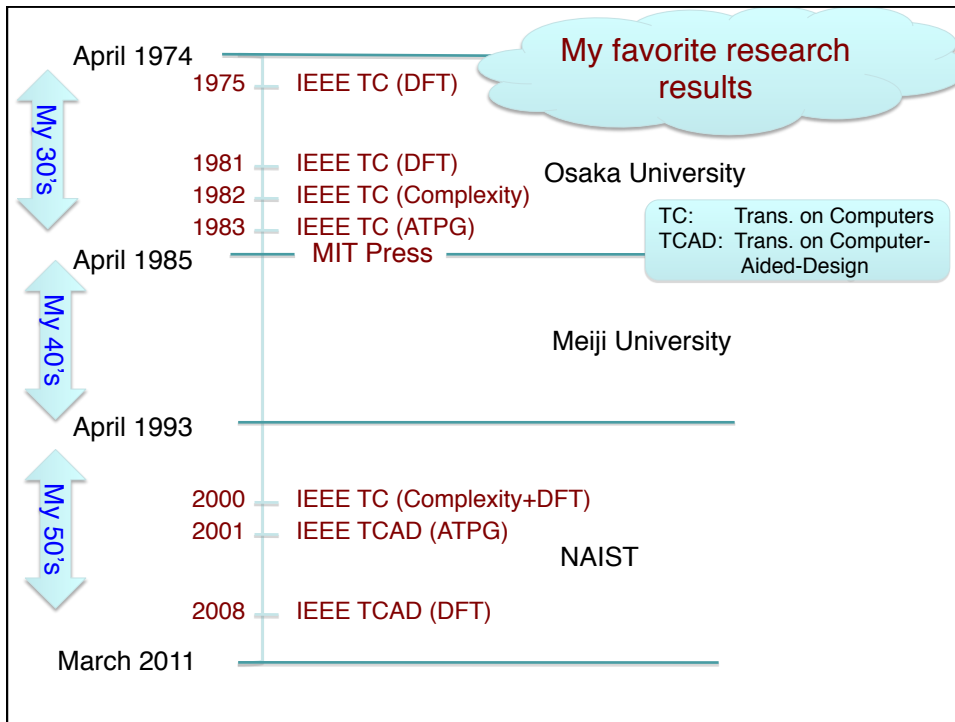 April 1974
My favorite research
results
1975 IEEE TC (DFT)
My 30's
1981 IEEE TC (DFT)
Osaka University
1982 IEEE TC (Complexity)
1983 IEEE TC (ATPG)
TC: Trans. on Computers
TCAD: Trans. on Computer-
Aided-Design
April 1985
MIT Press
My 40's
Meiji University
April 1993
My 50's
2000 IEEE TC (Complexity+DFT)
2001 IEEE TCAD (ATPG)
NAIST
2008 IEEE TCAD (DFT)
March 2011